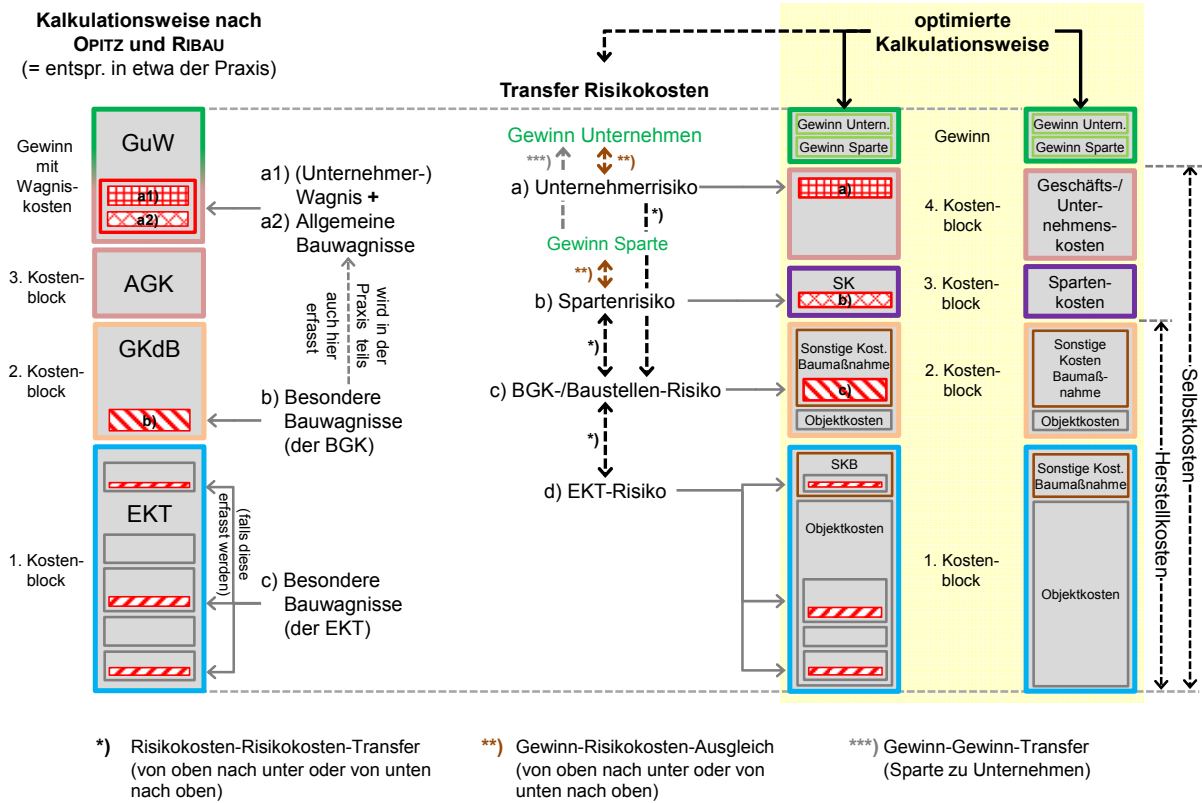 Kalkulationsweise nach
OPITZ und RIBAU
(= entspr. in etwa der Praxis)
optimierte
Kalkulationsweise
Transfer Risikokosten
Gewinn
mit
Wagnis-
kosten
GuW
a1)
a2)
3. Kosten-
block
AGK
2. Kosten-
block
GKdB
b)
1. Kosten-
block
EKT
a1) (Unternehmer-)
Wagnis +
a2) Allgemeine
Bauwagnisse
wird in der
Praxis teils
auch hier
erfasst
b) Besondere
Bauwagnisse
(der BGK)
(falls diese
erfasst werden)
c) Besondere
Bauwagnisse
(der EKT)
Gewinn Unternehmen
***)
**)
a) Unternehmerrisiko
*)
Gewinn Sparte
**)
b) Spartenrisiko
*)
c) BGK-/Baustellen-Risiko
*)
d) EKT-Risiko
Gewinn Untern.
Gewinn Sparte
a)
SK
b)
Sonstige Kost.
Baumaßnahme
c)
Objektkosten
SKB
Objektkosten
Gewinn
4. Kosten-
block
3. Kosten-
block
2. Kosten-
block
1. Kosten-
block
Gewinn Untern.
Gewinn Sparte
Geschäfts-/
Unter-
nehmens-
kosten
Sparten-
kosten
Sonstige
Kosten
Baumaß-
nahme
Objektkosten
Sonstige Kost.
Baumaßnahme
Objektkosten
Herstellkosten
Selbstkosten
*) Risikokosten-Risikokosten-Transfer
(von oben nach unter oder von unten
nach oben)
**) Gewinn-Risikokosten-Ausgleich
(von oben nach unter oder von
unten nach oben)
***) Gewinn-Gewinn-Transfer
(Sparte zu Unternehmen)